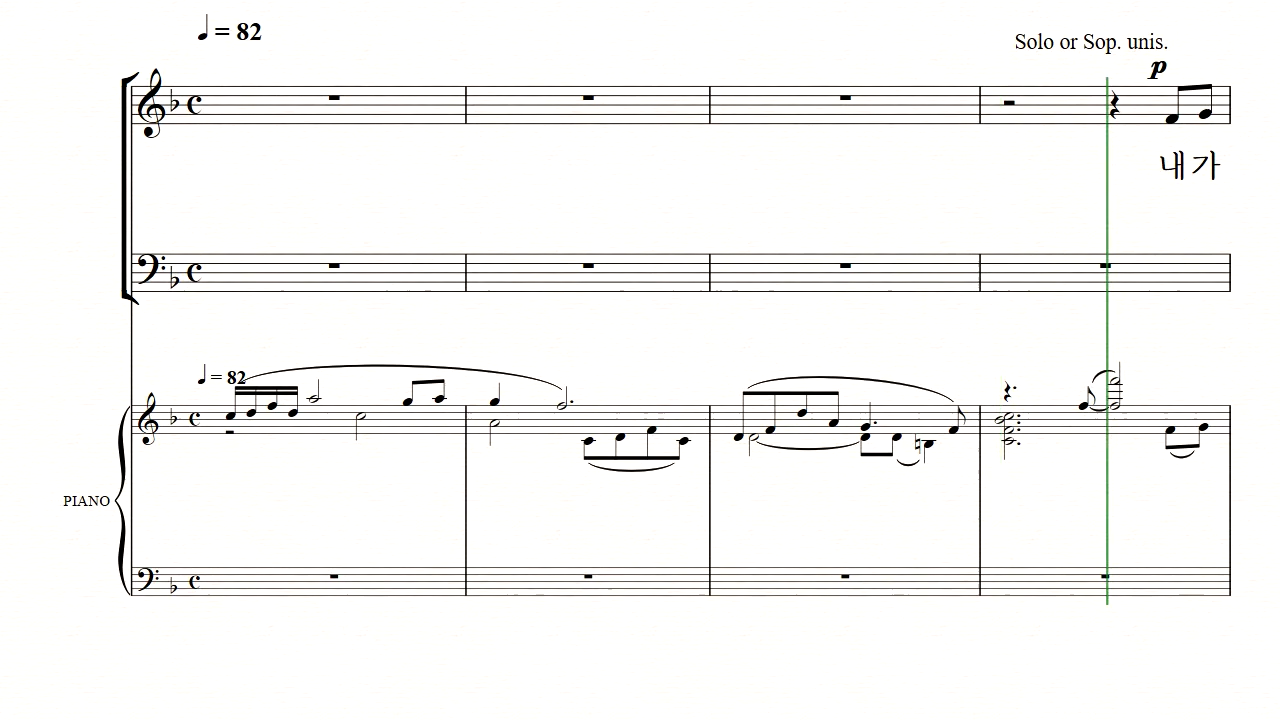 ♩ = 82
Solo or Sop. unis.
p
내가
♩ = 82
PIANO